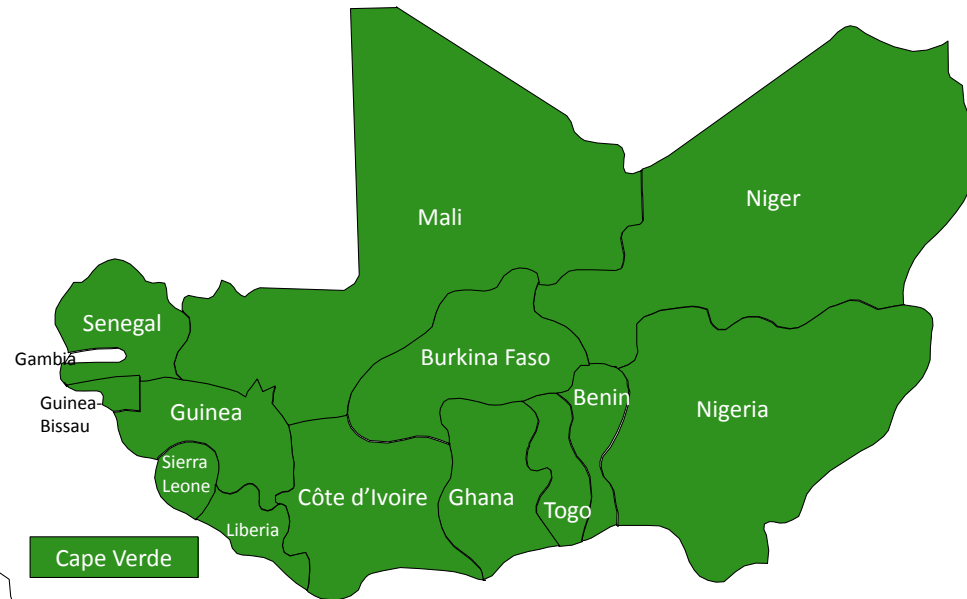 Niger
Mali
Senegal
Gambia
Burkina Faso
Benin
Guinea-
Bissau
Guinea
Nigeria
Sierra
Leone
Côte d’Ivoire
Ghana
Togo
Liberia
Cape Verde